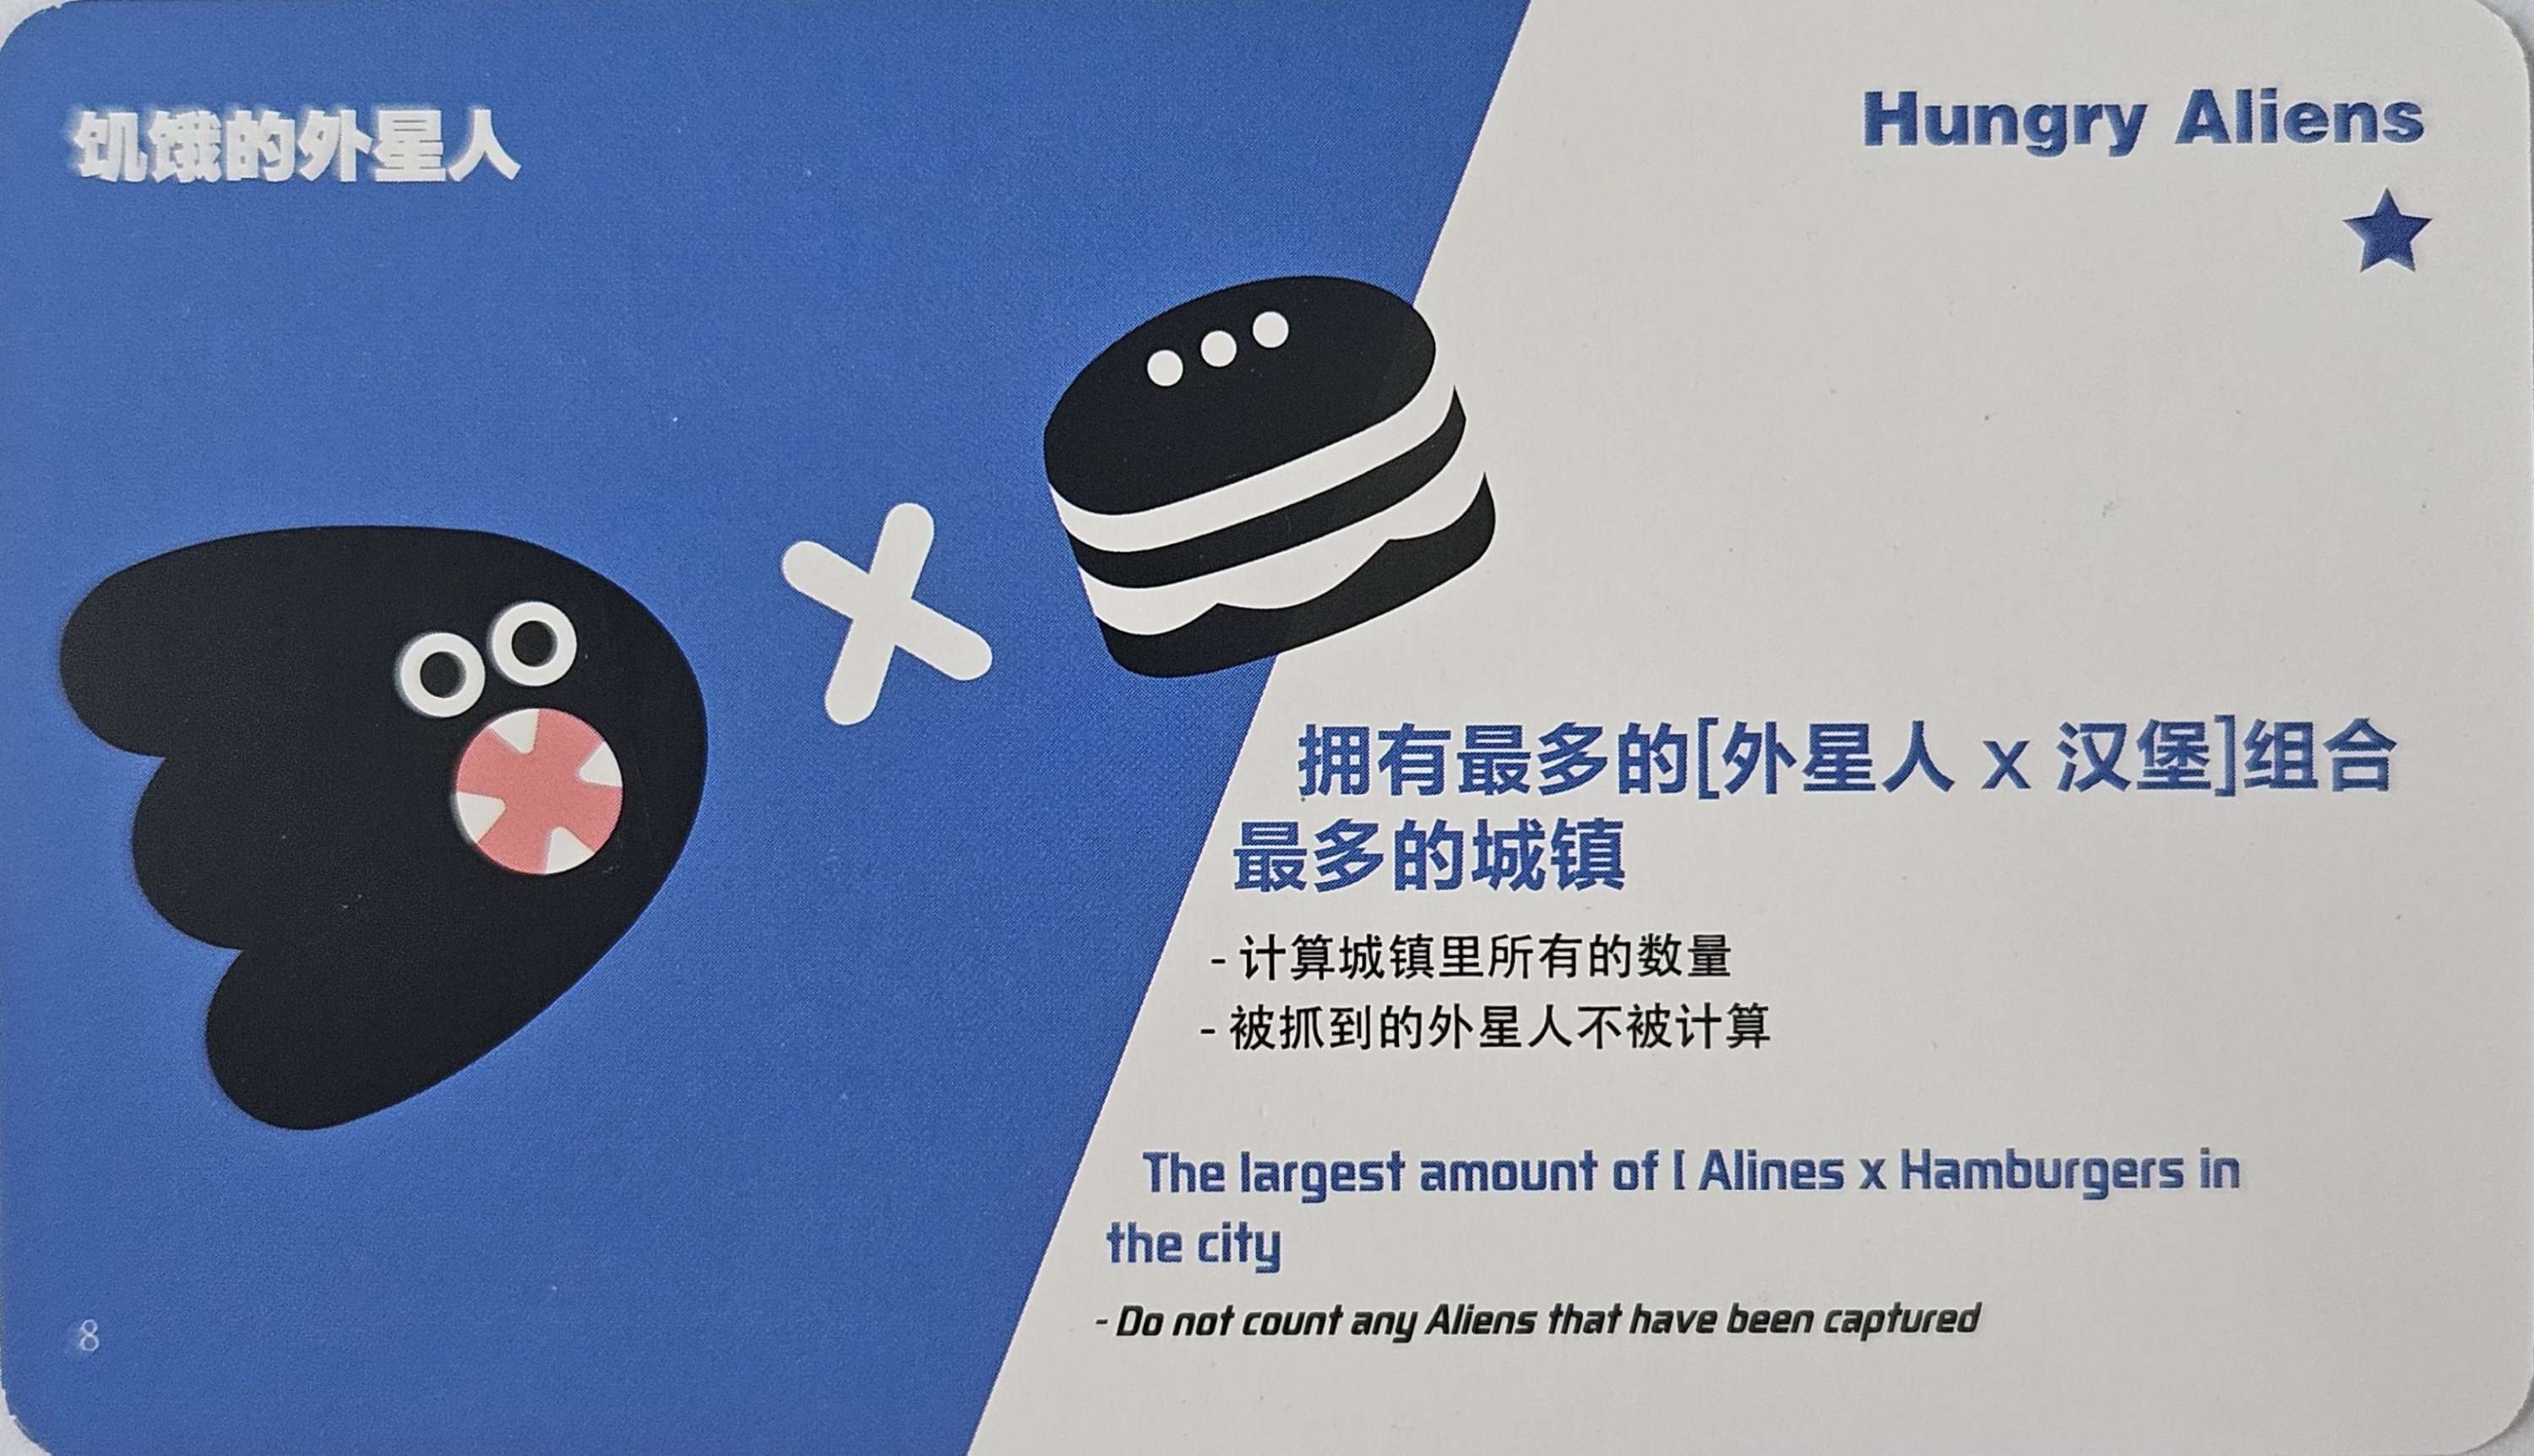 饥饿的外星人
Hungry Aliens
拥有最多的[外星人 x 汉堡]组合
最多的城镇
- 计算城镇里所有的数量
- 被抓到的外星人不被计算
The largest amount of [ Alines x Hamburgers in
the city
- Do not count any Aliens that have been captured
8